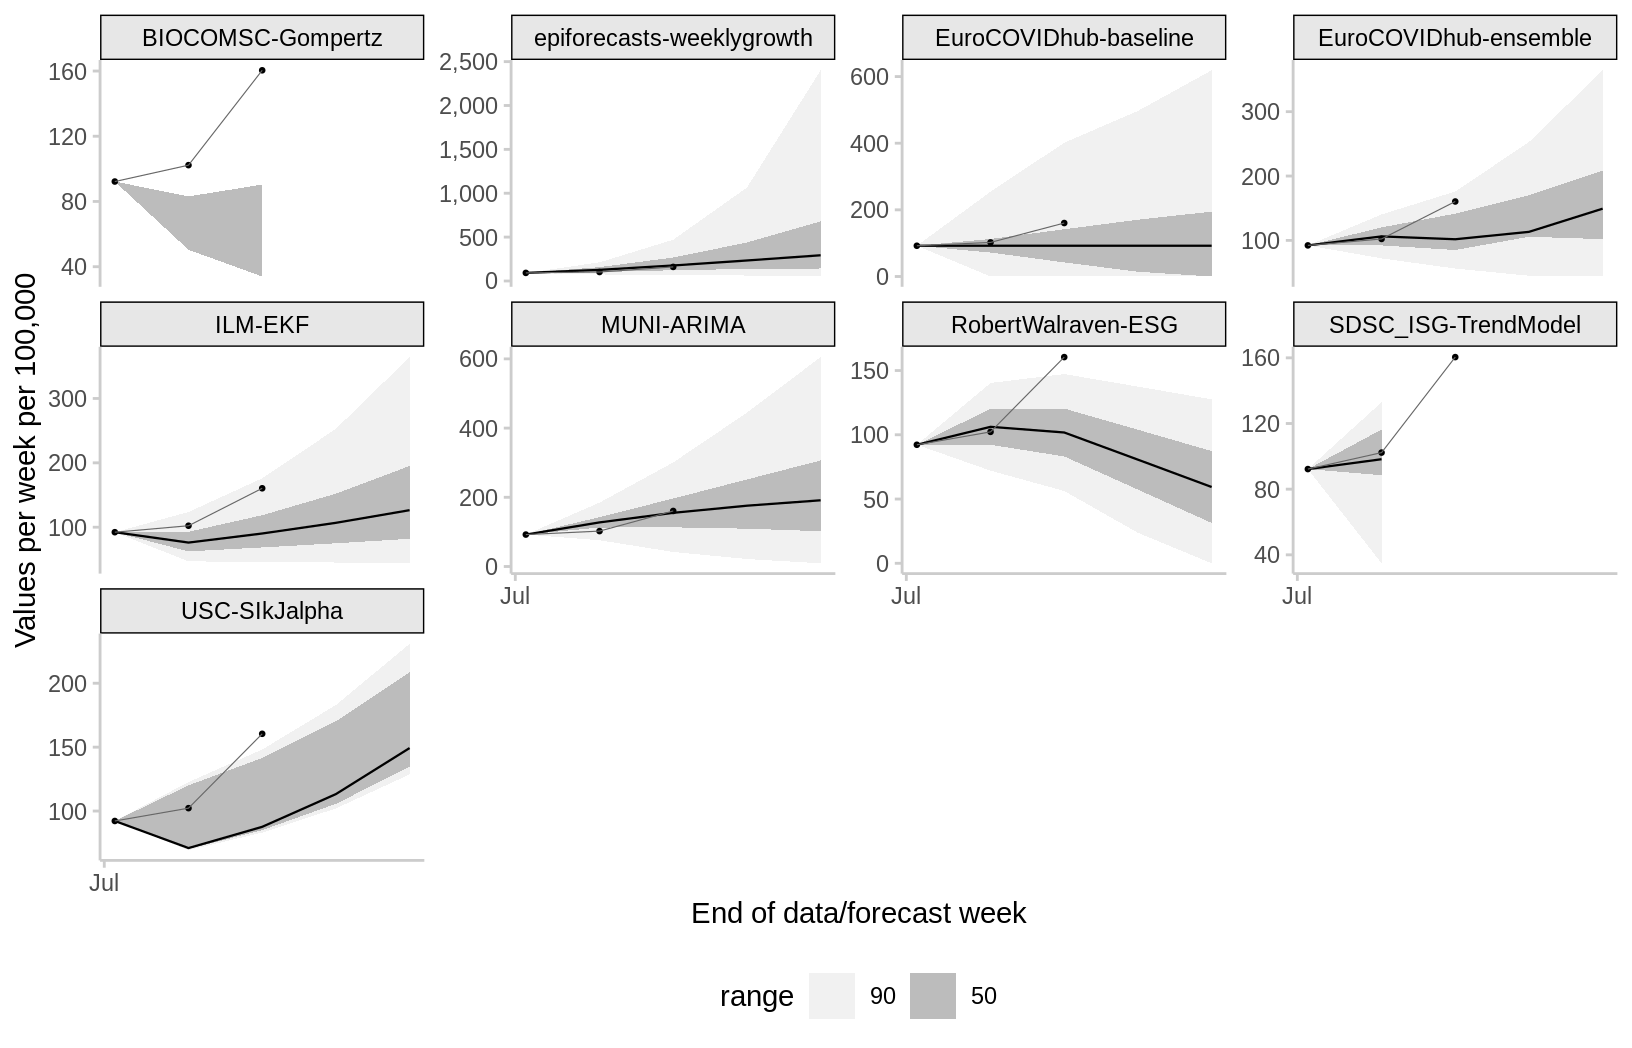 BIOCOMSC-Gompertz
epiforecasts-weeklygrowth
EuroCOVIDhub-baseline
EuroCOVIDhub-ensemble
160
120
80
40
2,500
2,000
1,500
1,000
500
0
600
400
200
0
300
200
100
ILM-EKF
MUNI-ARIMA
RobertWalraven-ESG
SDSC_ISG-TrendModel
300
200
100
600
400
200
0
Jul
150
100
50
0
Jul
160
120
80
40
Jul
USC-SIkJalpha
200
150
100
Jul
Values per week per 100,000
End of data/forecast week
range 90 50